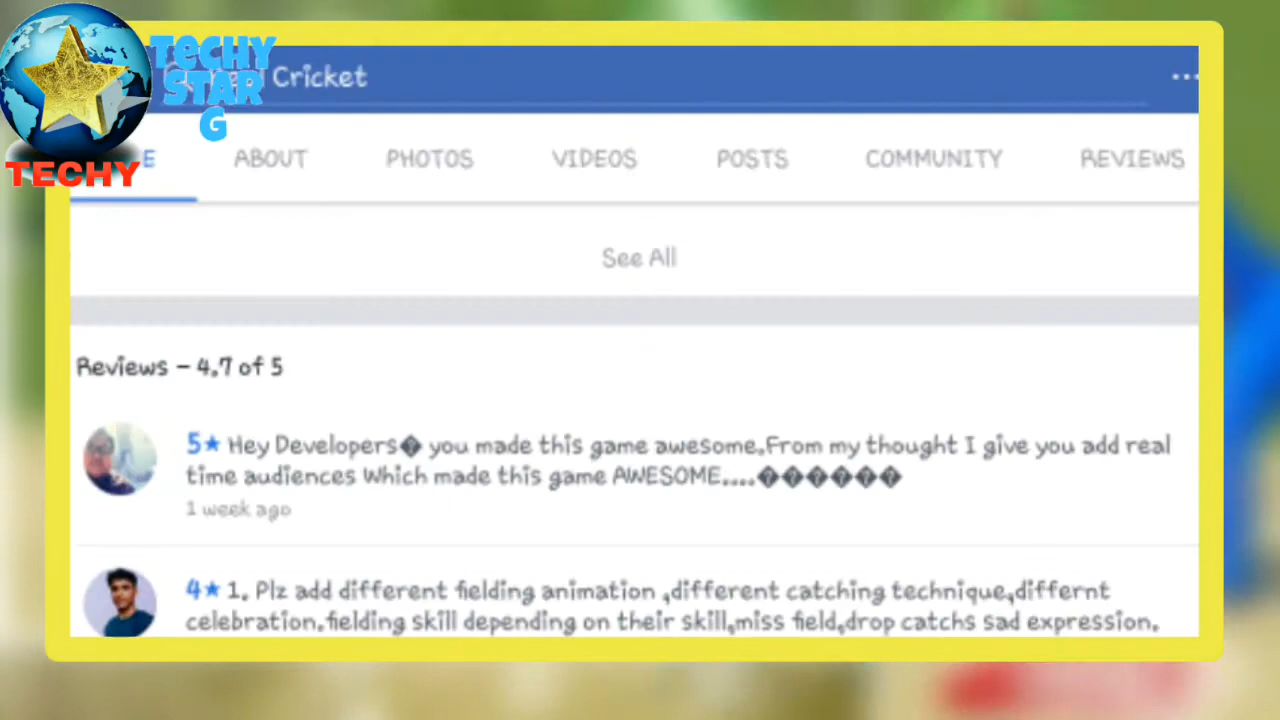 TECHY
STAR
G
TECHY
Cricket
ABOUT
PHOTOS
VIDEOS
POSTS
COMMUNITY
REVIEWS
See All
Reviews – 4.7 of 5
5★ Hey Developers� you made this game awesome.From my thought I give you add real
time audiences Which made this game AWESOME....������
1 week ago
4★ 1. Plz add different fielding animation ,different catching technique,differnt
celebration.fielding skill depending on their skill,miss field,drop catchs sad expression.